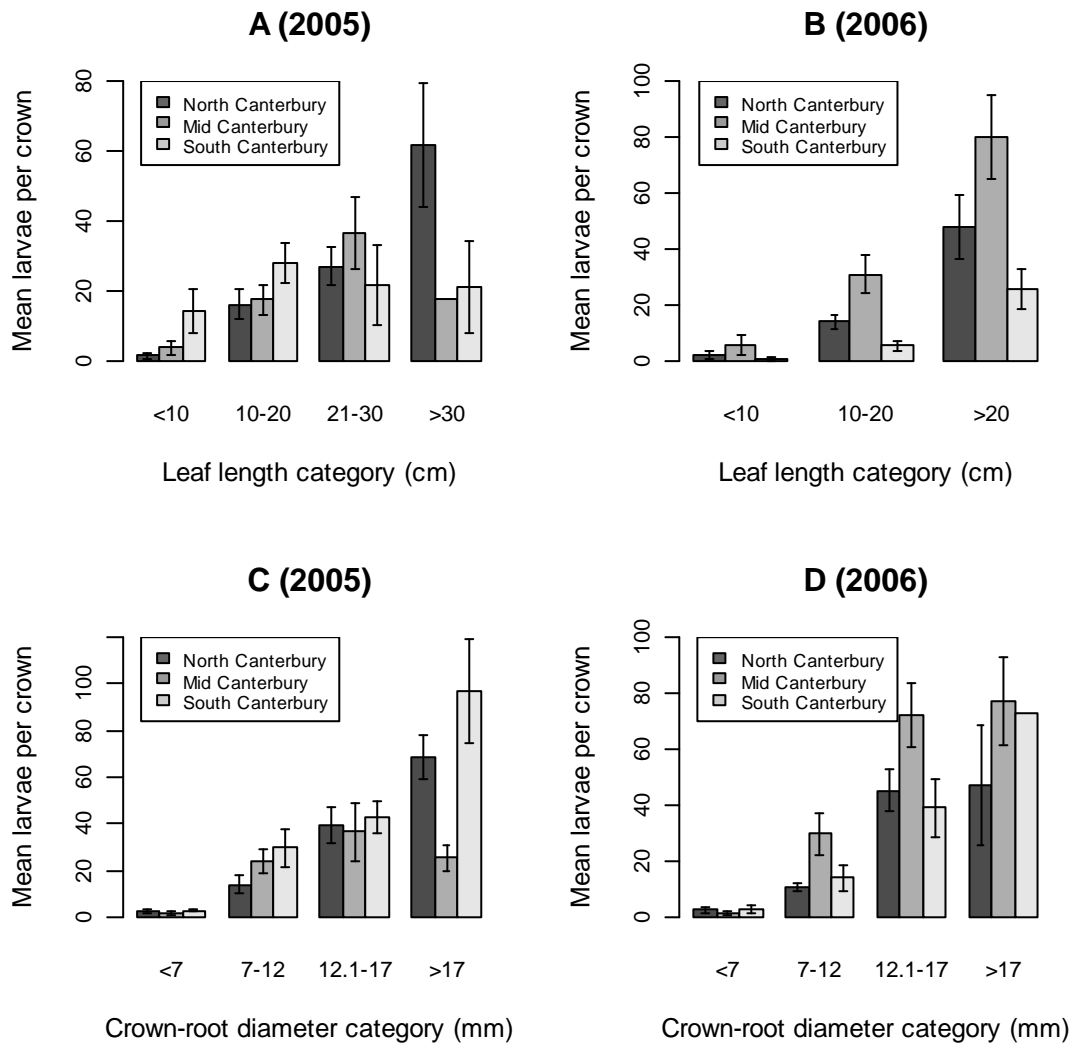 A (2005)
Mean larvae per crown
80
60
40
20
0
North Canterbury
Mid Canterbury
South Canterbury
<10 10-20 21-30 >30
Leaf length category (cm)
B (2006)
Mean larvae per crown
100
80
60
40
20
0
North Canterbury
Mid Canterbury
South Canterbury
<10 10-20 >20
Leaf length category (cm)
C (2005)
Mean larvae per crown
100
80
60
40
20
0
North Canterbury
Mid Canterbury
South Canterbury
<7 7-12 12.1-17 >17
Crown-root diameter category (mm)
D (2006)
Mean larvae per crown
100
80
60
40
20
0
North Canterbury
Mid Canterbury
South Canterbury
<7 7-12 12.1-17 >17
Crown-root diameter category (mm)